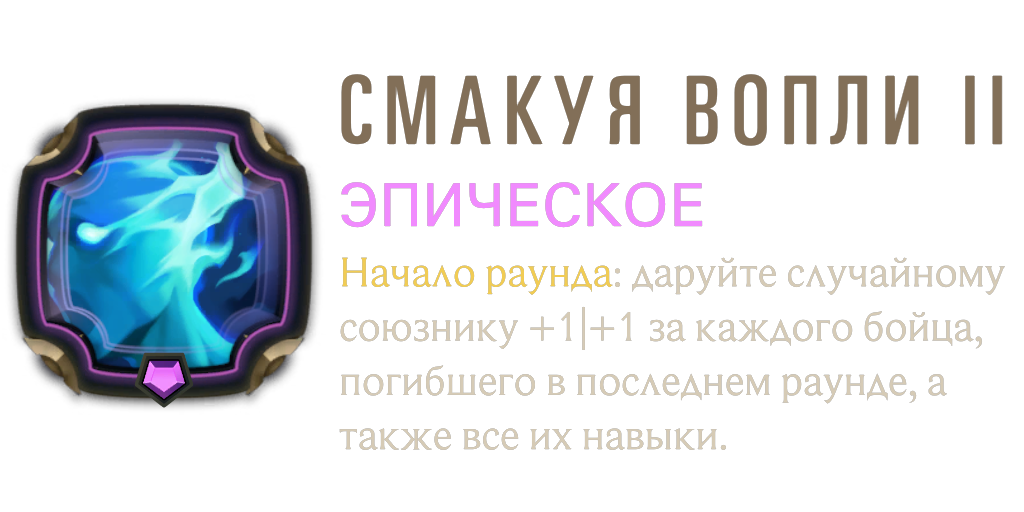 СМАКУЯ ВОПЛИ II
ЭПИЧЕСКОЕ
Начало раунда: даруйте случайному
союзнику +1|+1 за каждого бойца,
погибшего в последнем раунде, а
также все их навыки.